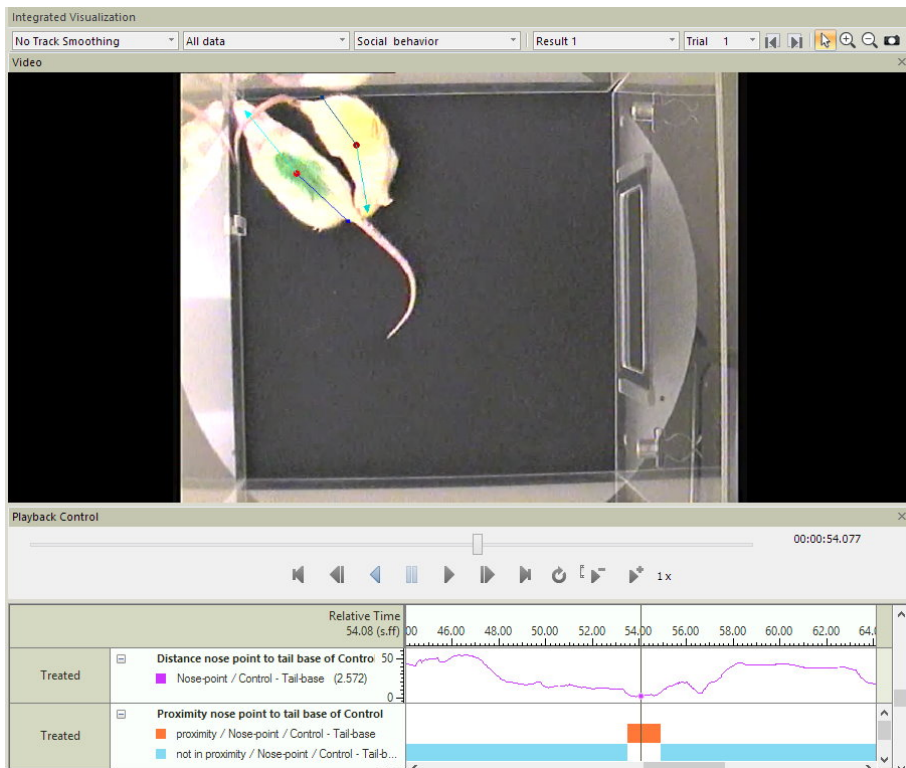 Integrated Visualization
No Track Smoothing All data Social behavior Result 1 Trial 1
Video
Playback Control
00:00:54.077
1 x
Relative Time
54.08 (s.ff) 00 46.00 48.00 50.00 52.00 54.00 56.00 58.00 60.00 62.00 64.(
Treated
Distance nose point to tail base of Control 50
Nose-point / Control - Tail-base (2.572)
0
Treated
Proximity nose point to tail base of Control
proximity / Nose-point / Control - Tail-base
not in proximity / Nose-point / Control - Tail-b...